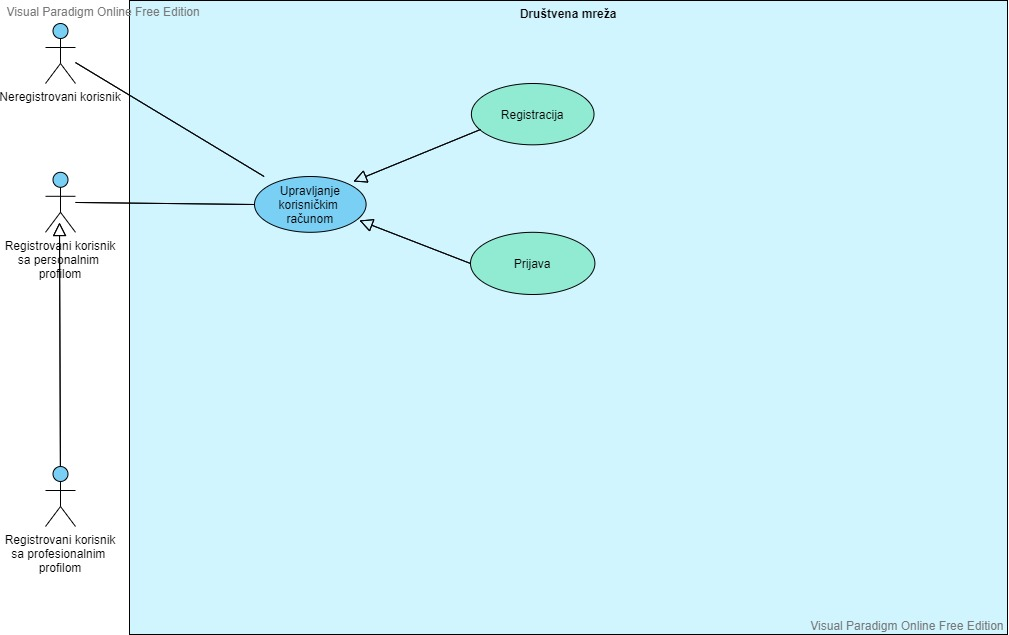 Visual Paradigm Online Free Edition
Društvena mreža
Neregistrovani korisnik
Registracija
Upravljanje
korisničkim
računom
Registrovani korisnik
sa personalnim
profilom
Prijava
Registrovani korisnik
sa profesionalnim
profilom
Visual Paradigm Online Free Edition